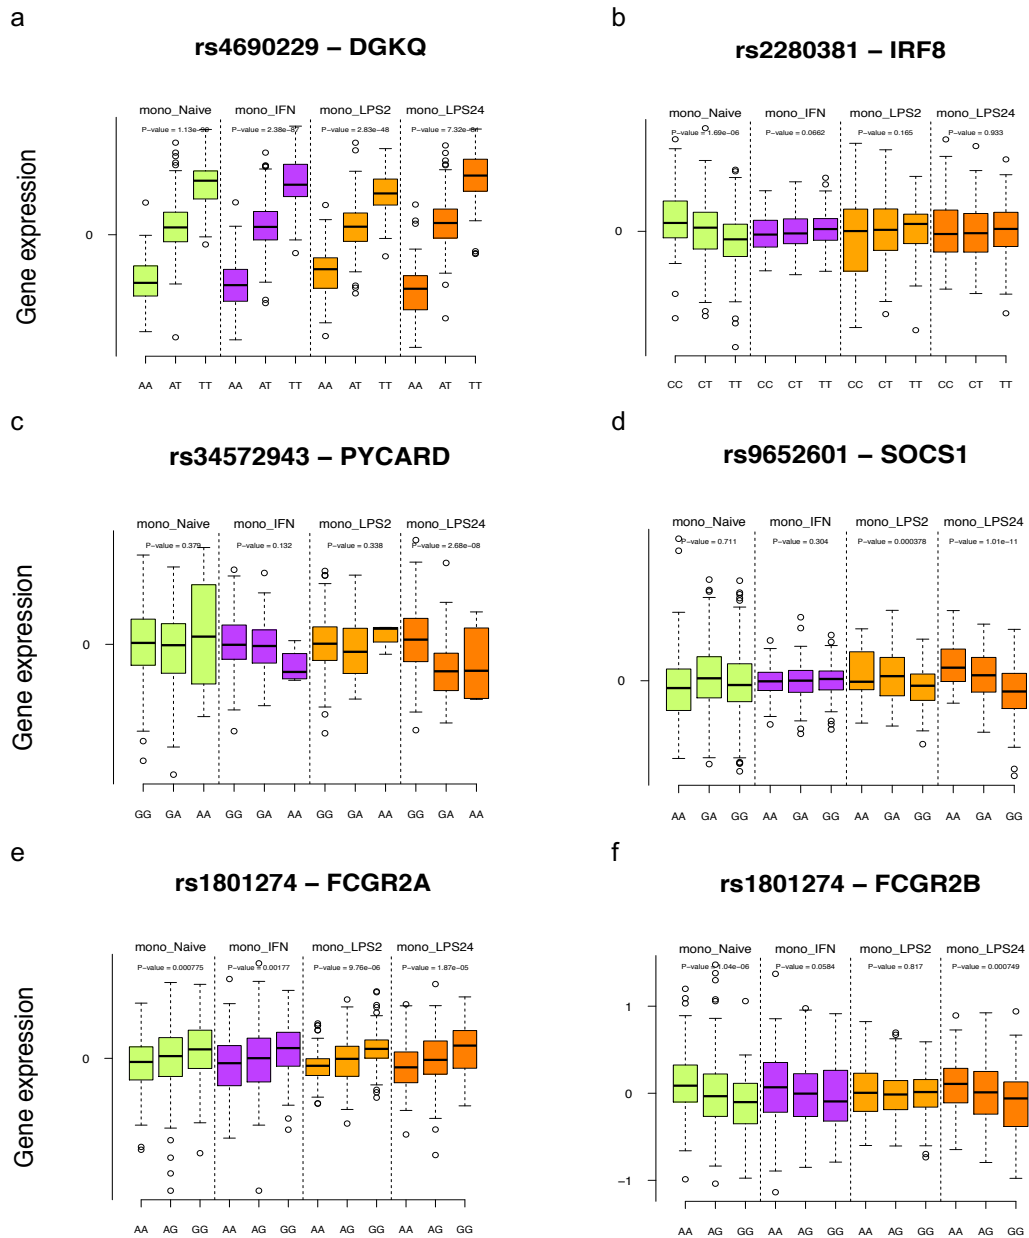 a
rs4690229 – DGKQ
mono_Naive mono_IFN mono_LPS2 mono_LPS24
P−value = 2.38e−87 P−value = 2.83e−48
Gene expression
0
AA AT TT AA AT TT AA AT TT AA AT TT
b
rs2280381 – IRF8
mono_Naive mono_IFN mono_LPS2 mono_LPS24
P−value = 1.69e−06 P−value = 0.0662 P−value = 0.165 P−value = 0.933
0
CC CT TT CC CT TT CC CT TT CC CT TT
c
rs34572943 – PYCARD
mono_Naive mono_IFN mono_LPS2 mono_LPS24
P−value = 0.379 P−value = 0.132 P−value = 0.338 P−value = 2.68e−08
Gene expression
0
GG GA AA GG GA AA GG GA AA GG GA AA
d
rs9652601 – SOCS1
mono_Naive mono_IFN mono_LPS2 mono_LPS24
P−value = 0.711 P−value = 0.304 P−value = 0.000378 P−value = 1.01e−11
0
AA GA GG AA GA GG AA GA GG AA GA GG
e
rs1801274 – FCGR2A
mono_Naive mono_IFN mono_LPS2 mono_LPS24
P−value = 0.000775 P−value = 0.00177 P−value = 9.76e−06 P−value = 1.87e−05
Gene expression
0
AA AG GG AA AG GG AA AG GG AA AG GG
f
rs1801274 – FCGR2B
mono_Naive mono_IFN mono_LPS2 mono_LPS24
P−value = 1.04e−06 P−value = 0.0584 P−value = 0.817 P−value = 0.000749
1
0
−1
AA AG GG AA AG GG AA AG GG AA AG GG